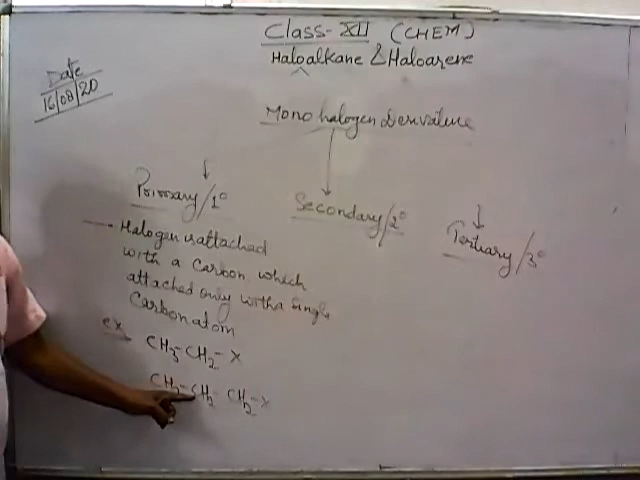 Class-XII (CHEM)
Haloalkane & Haloarene
Date
16/08/20
Mono halogen Derivative
Primary/1°
Secondary/2°
Tertiary/3°
Halogen is attached
with a Carbon which
attached only with a single
Carbon atom
ex
CH3-CH2-X
CH3-CH2 CH2-X